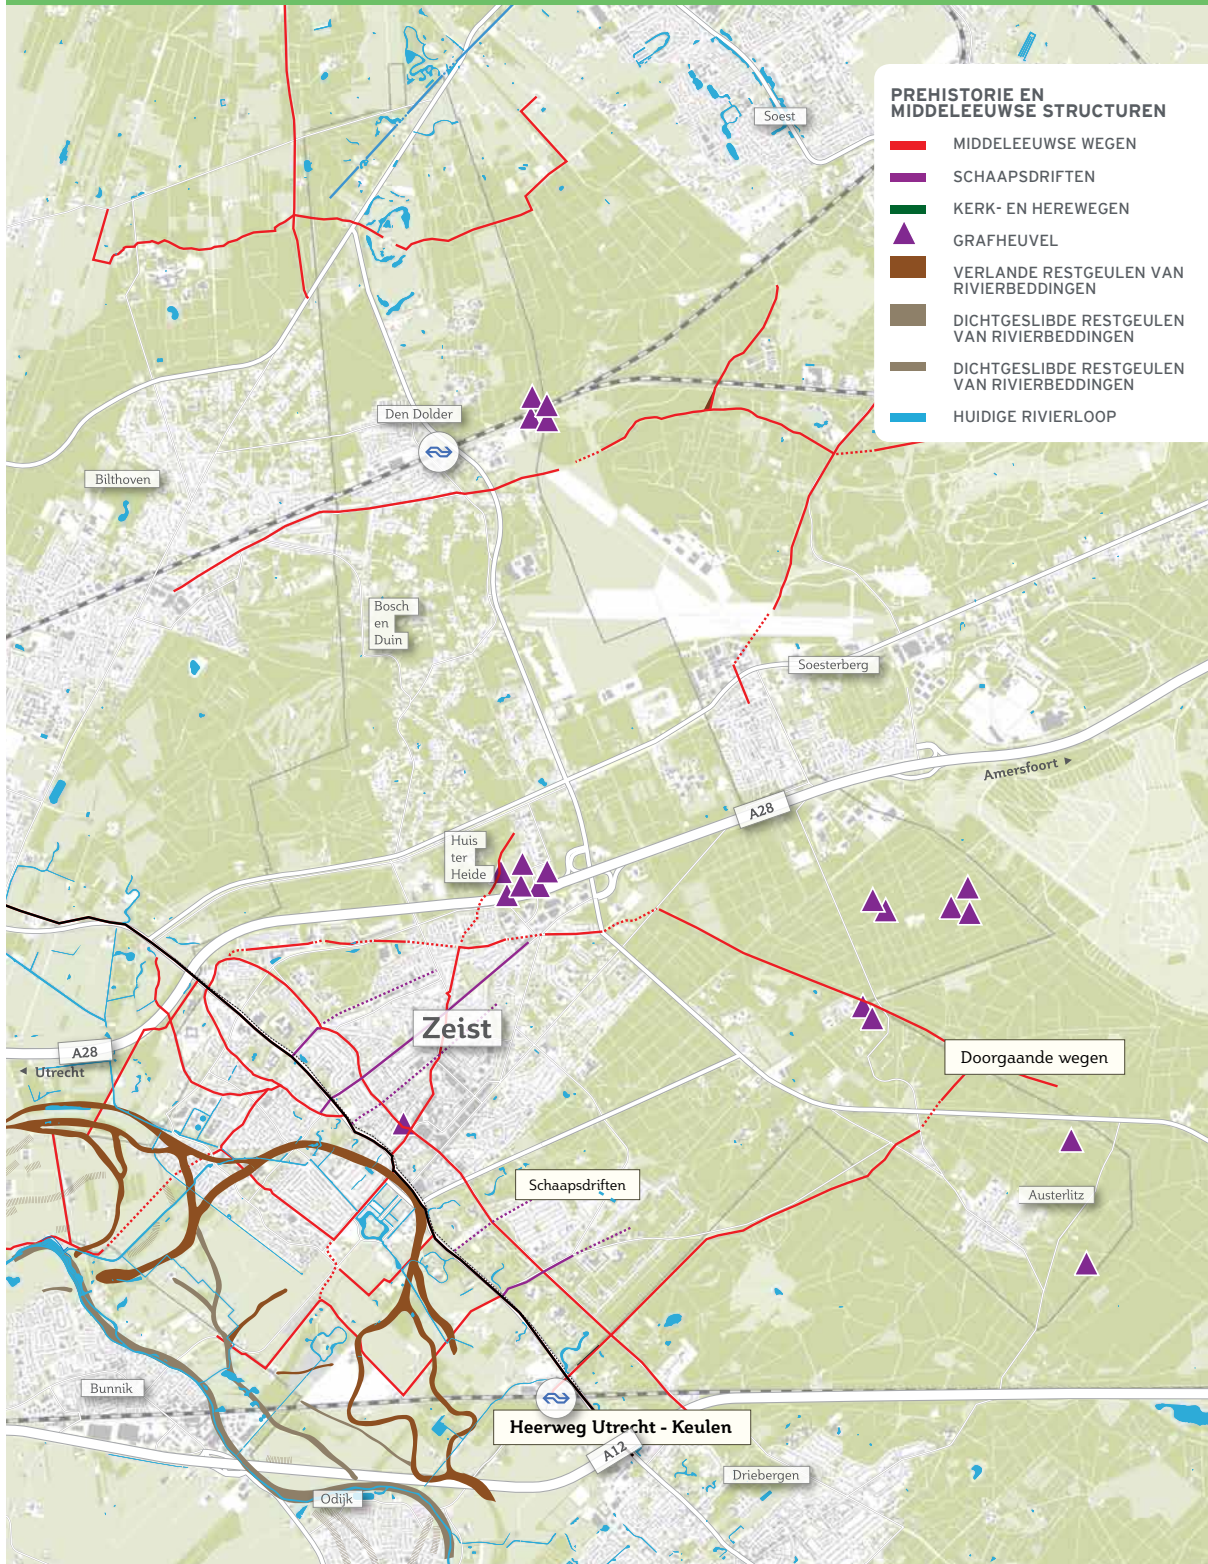 Soest
PREHISTORIE EN
MIDDELEEUWSE STRUCTUREN
MIDDELEEUWSE WEGEN
SCHAAPSDRIFTEN
KERK- EN HEREWEGEN
GRAFHEUVEL
VERLANDE RESTGEULEN VAN
RIVIERBEDDINGEN
DICHTGESLIBDE RESTGEULEN
VAN RIVIERBEDDINGEN
DICHTGESLIBDE RESTGEULEN
VAN RIVIERBEDDINGEN
HUIDIGE RIVIERLOOP
Den Dolder
Bilthoven
Bosch
en
Duin
Soesterberg
Amersfoort
A28
Huis
ter
Heide
Zeist
A28
Utrecht
Doorgaande wegen
Schaapsdriften
Austerlitz
Bunnik
Heerweg Utrecht - Keulen
A12
Driebergen
Odijk